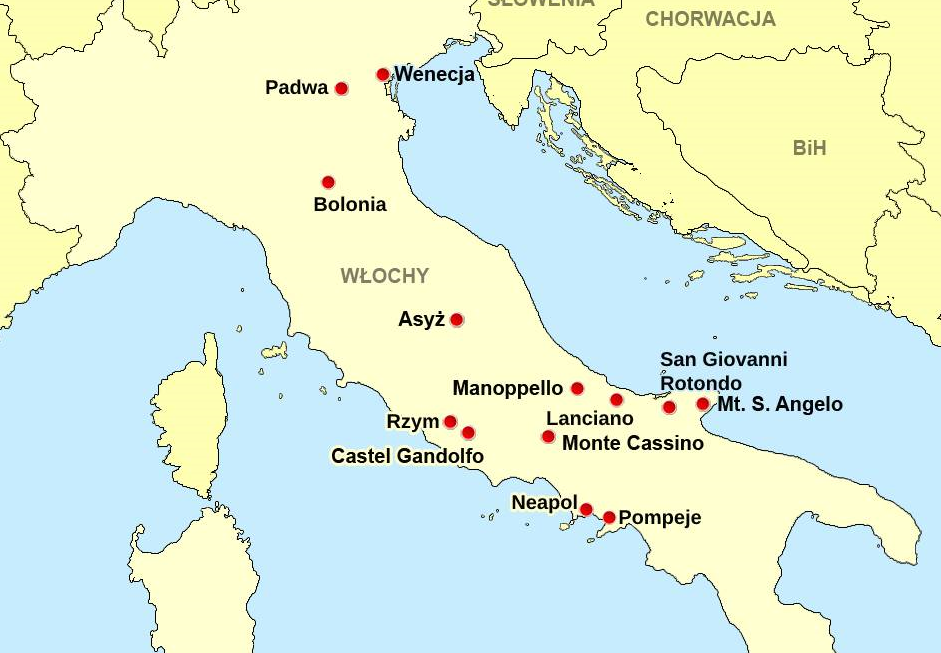 SŁOWENIA
CHORWACJA
Wenecja
Padwa
BiH
Bolonia
WŁOCHY
Asyż
San Giovanni
Rotondo
Manoppello
Mt. S. Angelo
Lanciano
Rzym
Monte Cassino
Castel Gandolfo
Neapol
Pompeje